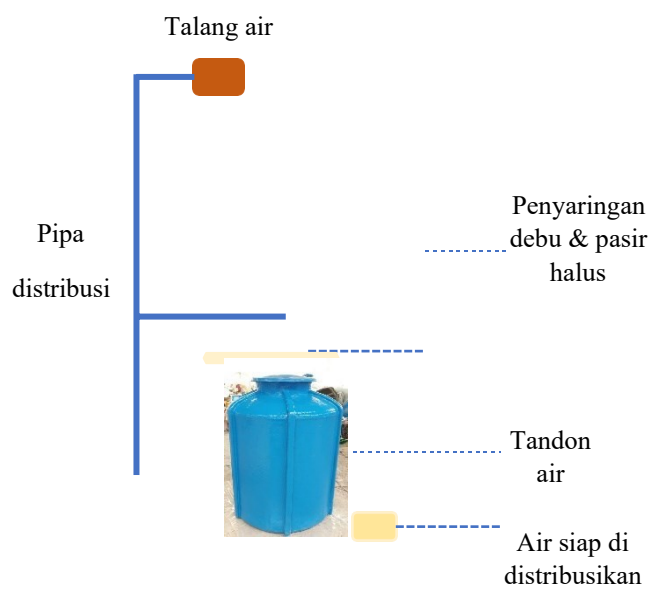 Talang air
Pipa
distribusi
Penyaringan
debu & pasir
halus
Tandon
air
Air siap di
distribusikan